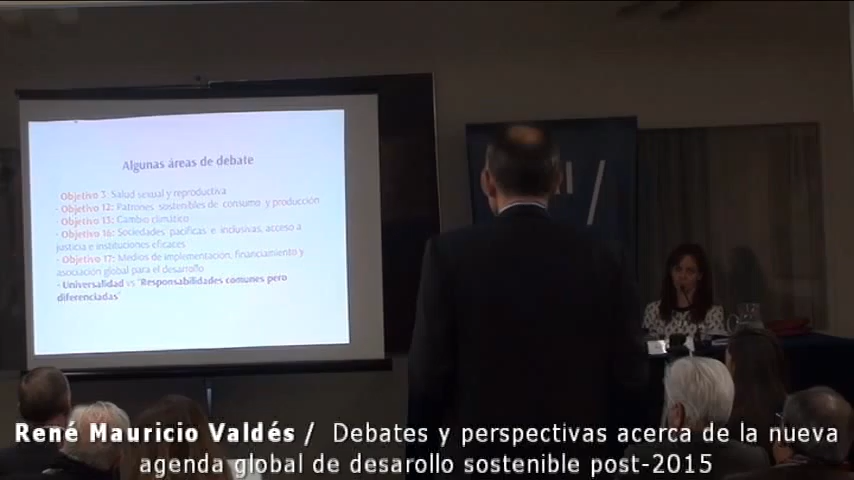 Algunas áreas de debate
- Objetivo 3: Salud sexual y reproductiva
- Objetivo 12: Patrones sostenibles de consumo y producción
- Objetivo 13: Cambio climático
- Objetivo 16: Sociedades pacíficas e inclusivas, acceso a
justicia e instituciones eficaces
- Objetivo 17: Medios de implementación, financiamiento y
asociación global para el desarrollo
- Universalidad vs "Responsabilidades comunes pero
diferenciadas"
René Mauricio Valdés / Debates y perspectivas acerca de la nueva
agenda global de desarollo sostenible post-2015